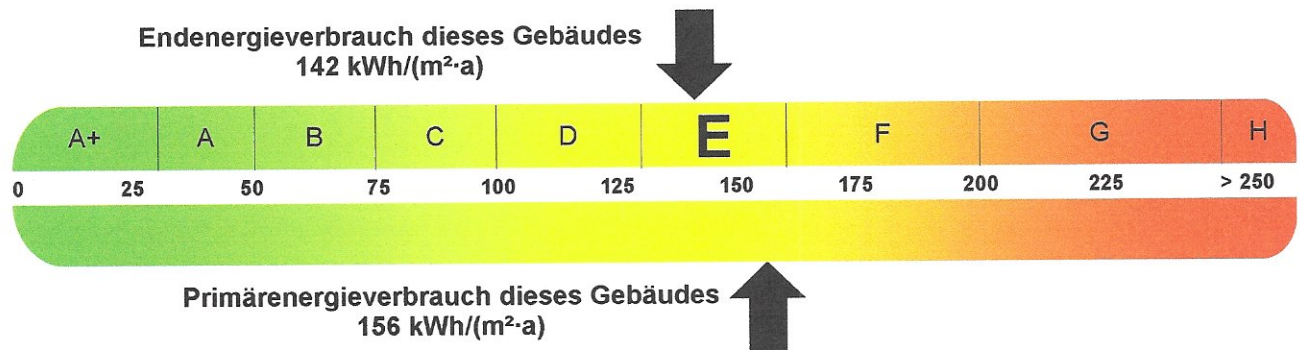 Endenergieverbrauch dieses Gebäudes
142 kWh/(m²·a)
A+ A B C D E F G H
0 25 50 75 100 125 150 175 200 225 > 250
Primärenergieverbrauch dieses Gebäudes
156 kWh/(m²·a)